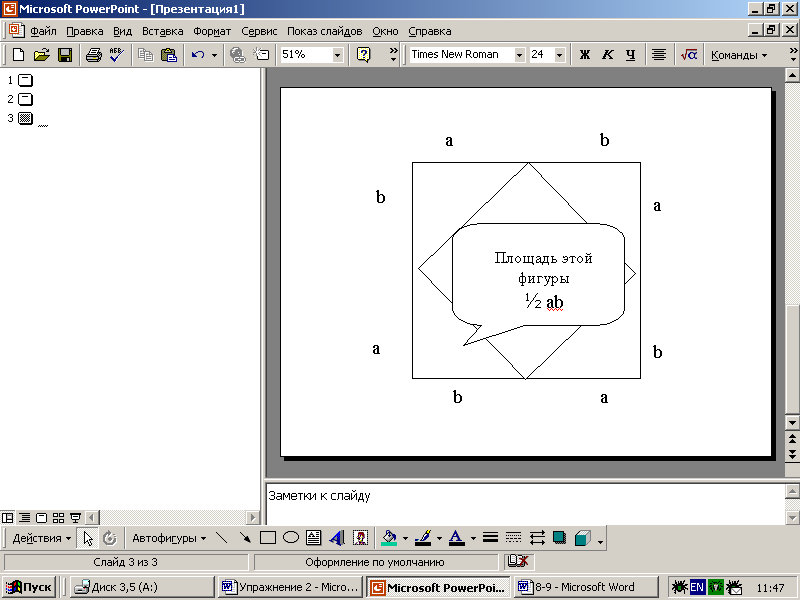 Microsoft PowerPoint - [Презентация1]
Файл Правка Вид Вставка Формат Сервис Показ слайдов Окно Справка
51% Times New Roman 24 Ж К Ч √α Команды
1
2
3
a b
b
a
Площадь этой
фигуры
½ ab
a
b
b a
Заметки к слайду
Действия Автофигуры
Слайд 3 из 3 Оформление по умолчанию
Пуск Диск 3,5 (A:) Упражнение 2 - Micro... Microsoft PowerPoi... 8-9 - Microsoft Word EN 11:47